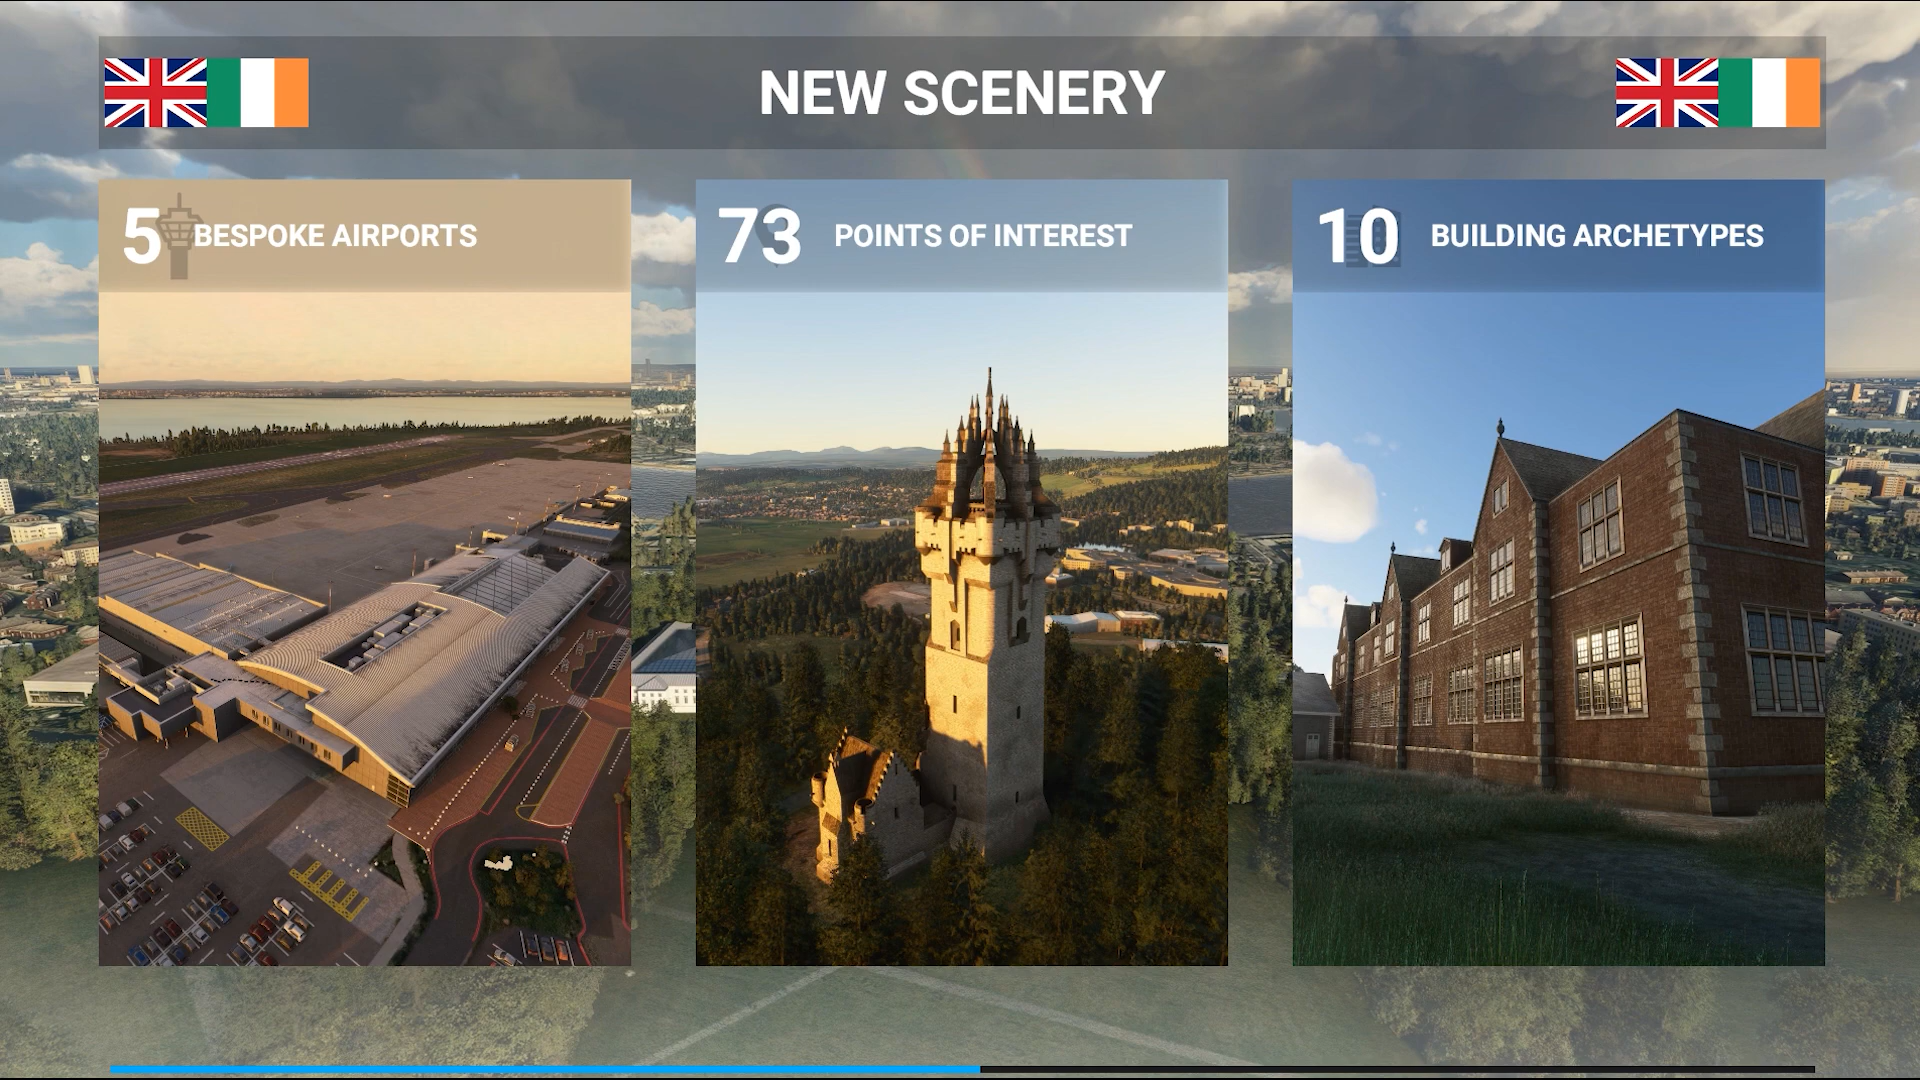 NEW SCENERY
5 BESPOKE AIRPORTS
73 POINTS OF INTEREST
10 BUILDING ARCHETYPES